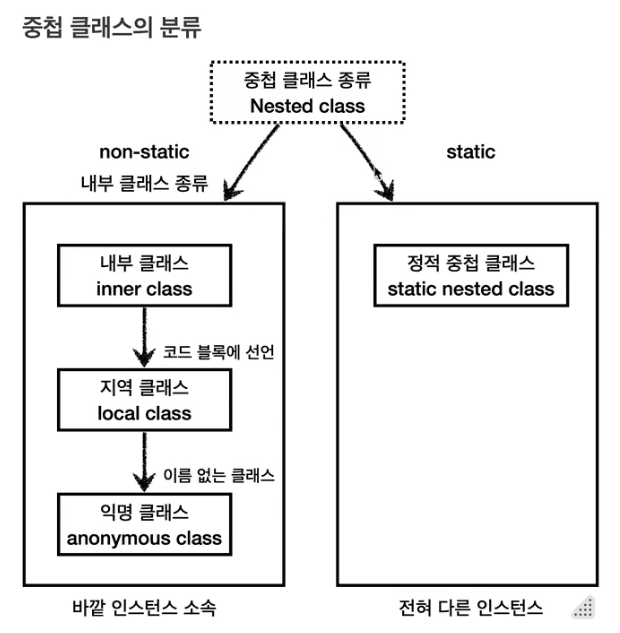 중첩 클래스의 분류
중첩 클래스 종류
Nested class
non-static
static
내부 클래스 종류
내부 클래스
inner class
코드 블록에 선언
지역 클래스
local class
이름 없는 클래스
익명 클래스
anonymous class
바깥 인스턴스 소속
정적 중첩 클래스
static nested class
전혀 다른 인스턴스